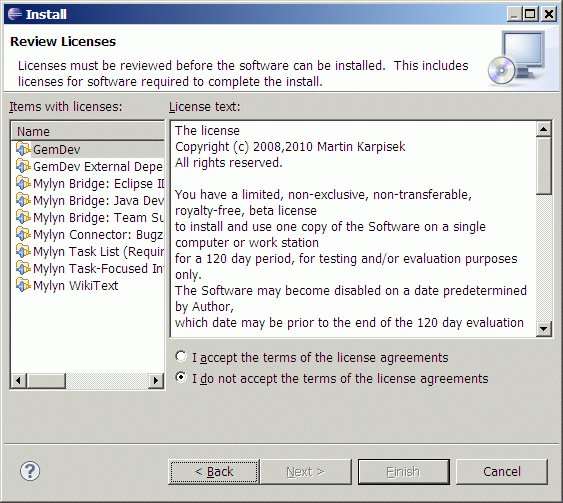 Install
Review Licenses
Licenses must be reviewed before the software can be installed.  This includes
licenses for software required to complete the install.
Items with licenses:
Name
GemDev
GemDev External Depe
Mylyn Bridge: Eclipse ID
Mylyn Bridge: Java Dev
Mylyn Bridge: Team Su
Mylyn Connector: Bugz
Mylyn Task List (Requir
Mylyn Task-Focused In
Mylyn WikiText
License text:
The license
Copyright (c) 2008,2010 Martin Karpisek
All rights reserved.
You have a limited, non-exclusive, non-transferable,
royalty-free, beta license
to install and use one copy of the Software on a single
computer or work station
for a 120 day period, for testing and/or evaluation purposes
only.
The Software may become disabled on a date predetermined
by Author,
which date may be prior to the end of the 120 day evaluation
I accept the terms of the license agreements
I do not accept the terms of the license agreements
?
< Back
Next >
Finish
Cancel